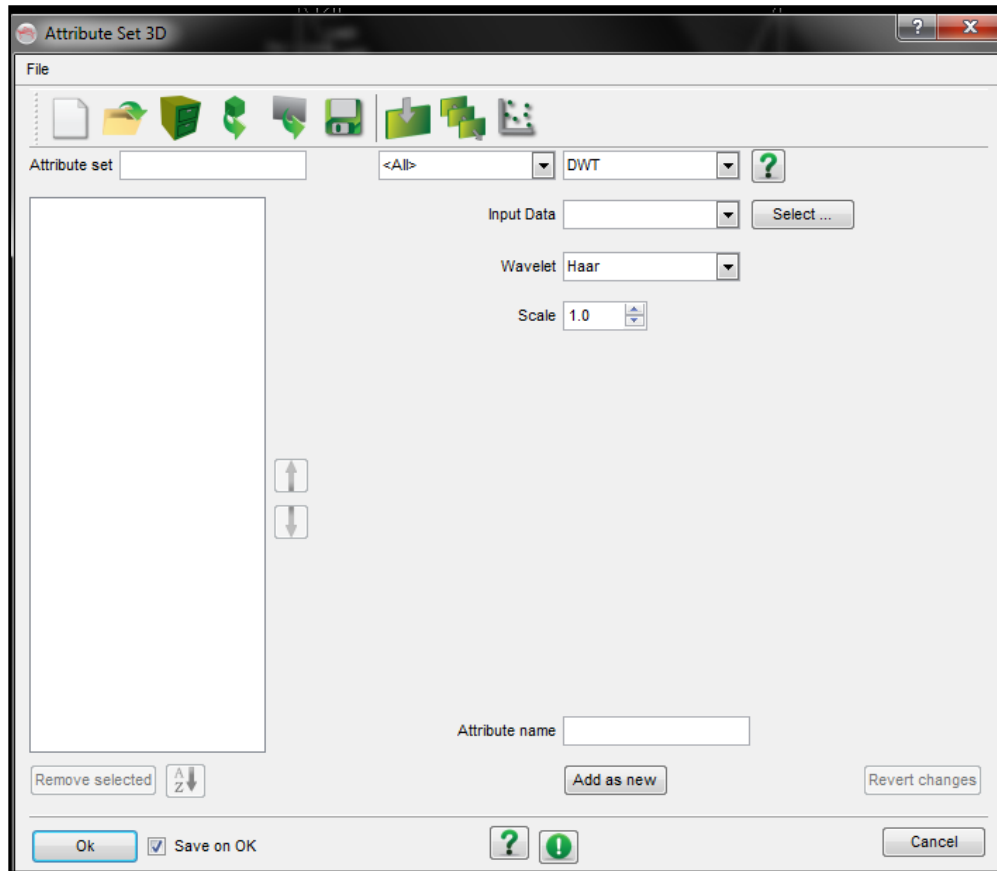 Attribute Set 3D
File
Attribute set <All> DWT
Input Data Select ...
Wavelet Haar
Scale 1.0
Attribute name
Remove selected A Z Add as new Revert changes
Ok Save on OK Cancel